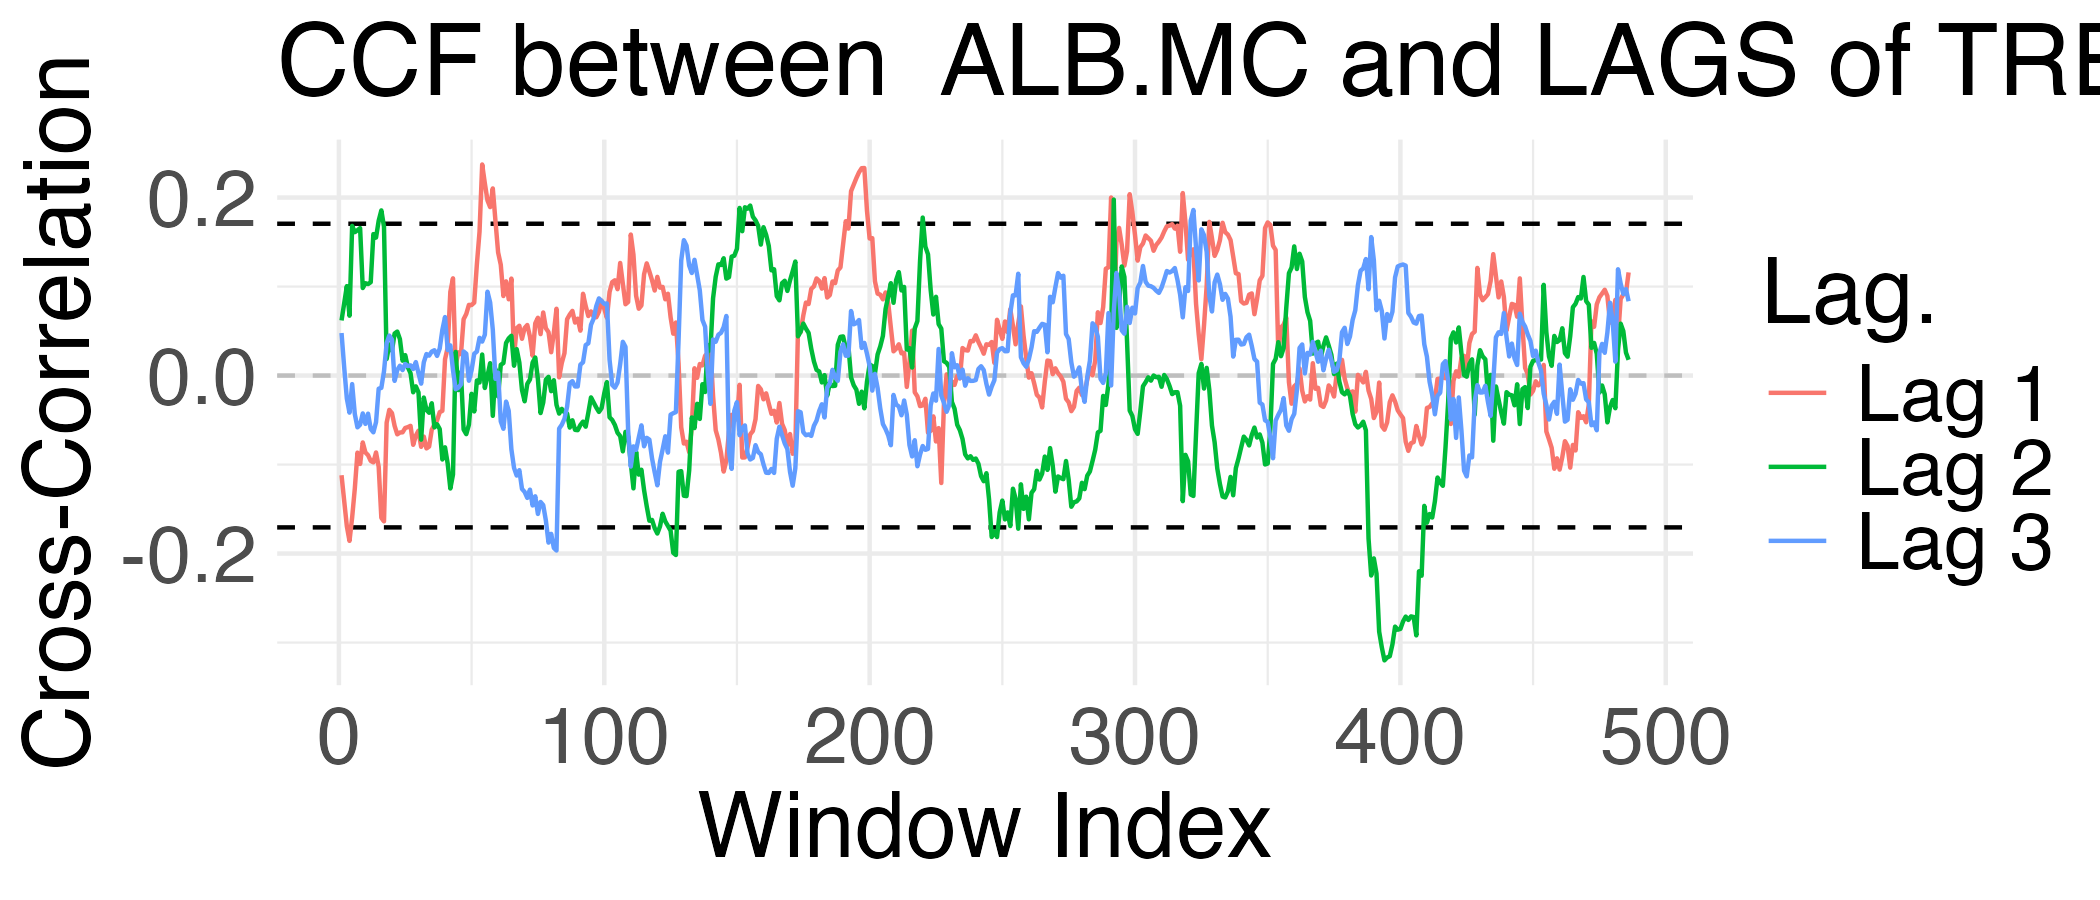 CCF between  ALB.MC and LAGS of TRE
Cross-Correlation
0.2
0.0
-0.2
0
100
200
300
400
500
Window Index
Lag.
Lag 1
Lag 2
Lag 3